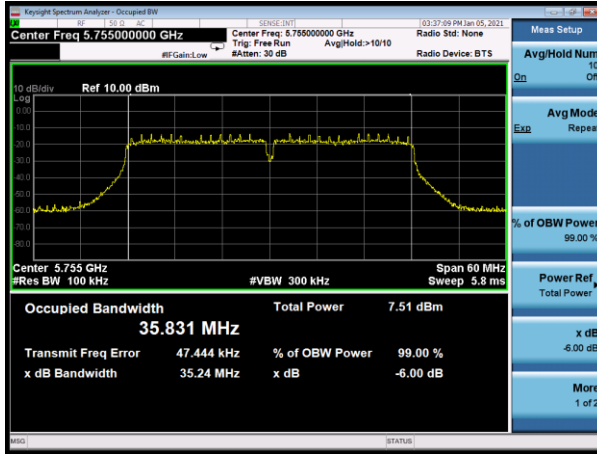 Keysight Spectrum Analyzer - Occupied BW
RF 50 Ω AC SENSE:INT 03:37:09 PM Jan 05, 2021
Center Freq 5.755000000 GHz
Center Freq: 5.755000000 GHz
Radio Std: None
Trig: Free Run Avg|Hold:>10/10
#IFGain:Low #Atten: 30 dB Radio Device: BTS
10 dB/div Ref 10.00 dBm
Log
0.00
-10.0
-20.0
-30.0
-40.0
-50.0
-60.0
-70.0
-80.0
Center 5.755 GHz Span 60 MHz
#Res BW 100 kHz #VBW 300 kHz Sweep 5.8 ms
Occupied Bandwidth Total Power 7.51 dBm
35.831 MHz
Transmit Freq Error 47.444 kHz % of OBW Power 99.00 %
x dB Bandwidth 35.24 MHz x dB -6.00 dB
MSG STATUS
Meas Setup
Avg/Hold Num
10
On Of
Avg Mode
Exp Repea
% of OBW Power
99.00 %
Power Ref
Total Power
x dB
-6.00 dB
More
1 of 2